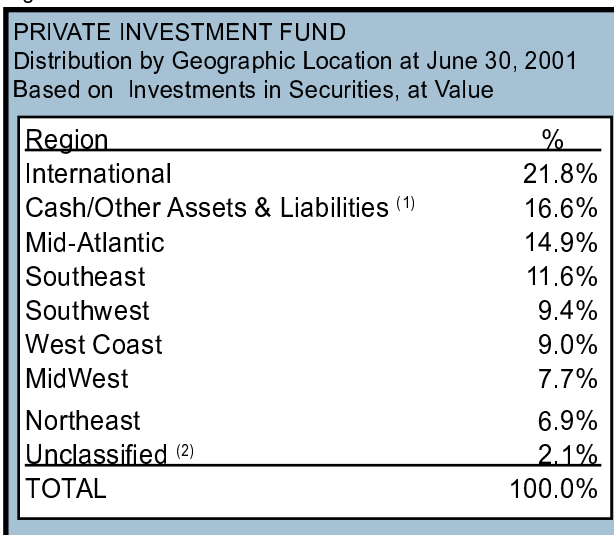 PRIVATE INVESTMENT FUND
Distribution by Geographic Location at June 30, 2001
Based on Investments in Securities, at Value
Region %
International 21.8%
Cash/Other Assets & Liabilities (1) 16.6%
Mid-Atlantic 14.9%
Southeast 11.6%
Southwest 9.4%
West Coast 9.0%
MidWest 7.7%
Northeast 6.9%
Unclassified (2) 2.1%
TOTAL 100.0%